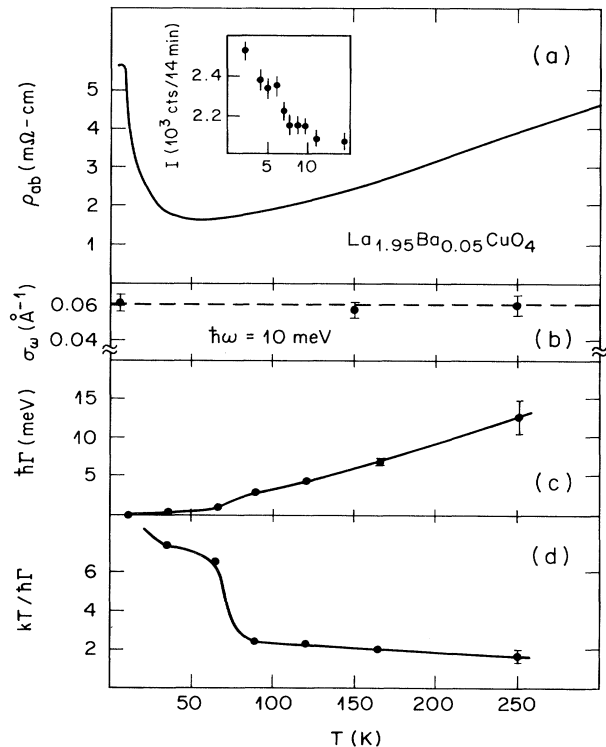 (a)
5
4
3
2
1
ρab (mΩ-cm)
I (10³ cts/14 min)
2.4
2.2
5 10
La1.95Ba0.05CuO4
σω (Å⁻¹)
0.06
0.04
ħω = 10 meV
(b)
ħΓ (meV)
15
10
5
(c)
kT/ħΓ
6
4
2
(d)
50 100 150 200 250
T (K)